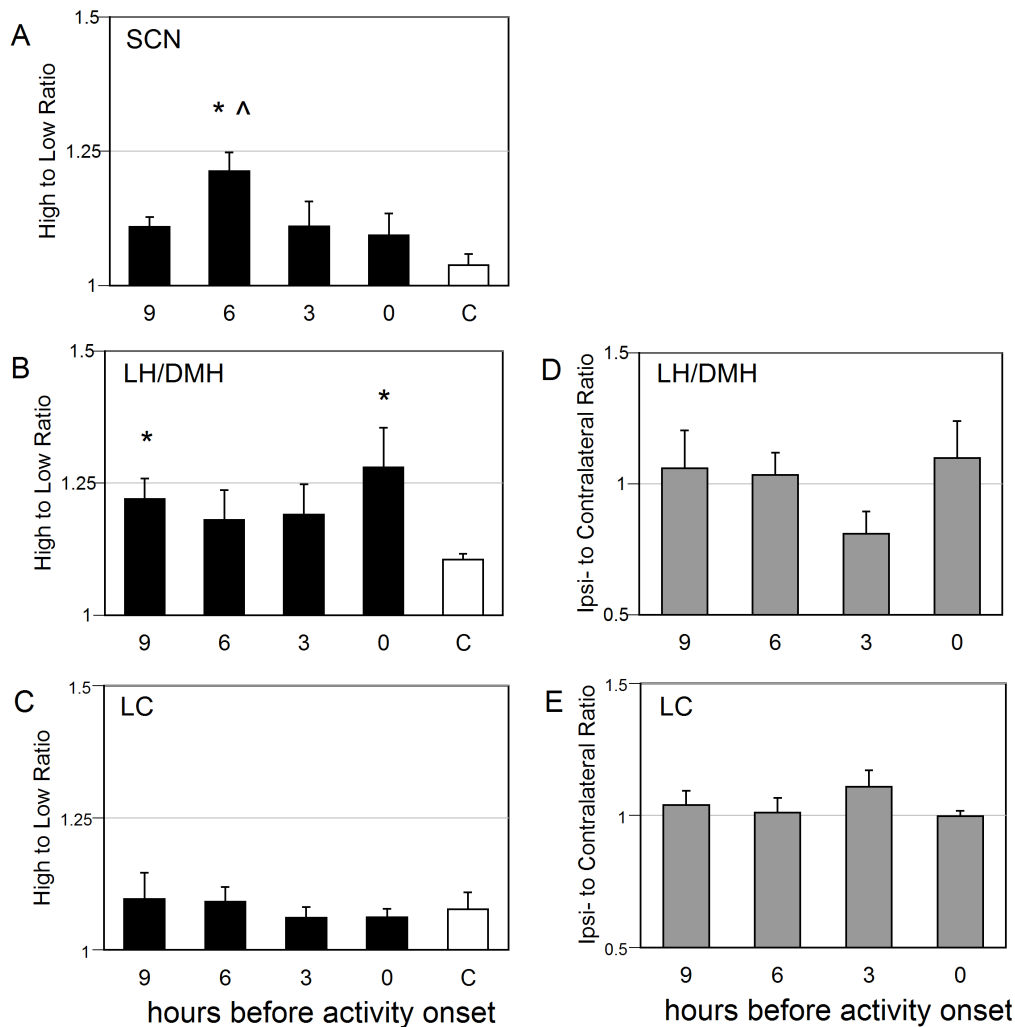 A
SCN
High to Low Ratio
1.5
1.25
1
* ^
9 6 3 0 C
B
LH/DMH
High to Low Ratio
1.5
1.25
1
* *
9 6 3 0 C
C
LC
High to Low Ratio
1.5
1.25
1
9 6 3 0 C
hours before activity onset
D
LH/DMH
Ipsi- to Contralateral Ratio
1.5
1
0.5
9 6 3 0
E
LC
Ipsi- to Contralateral Ratio
1.5
1
0.5
9 6 3 0
hours before activity onset